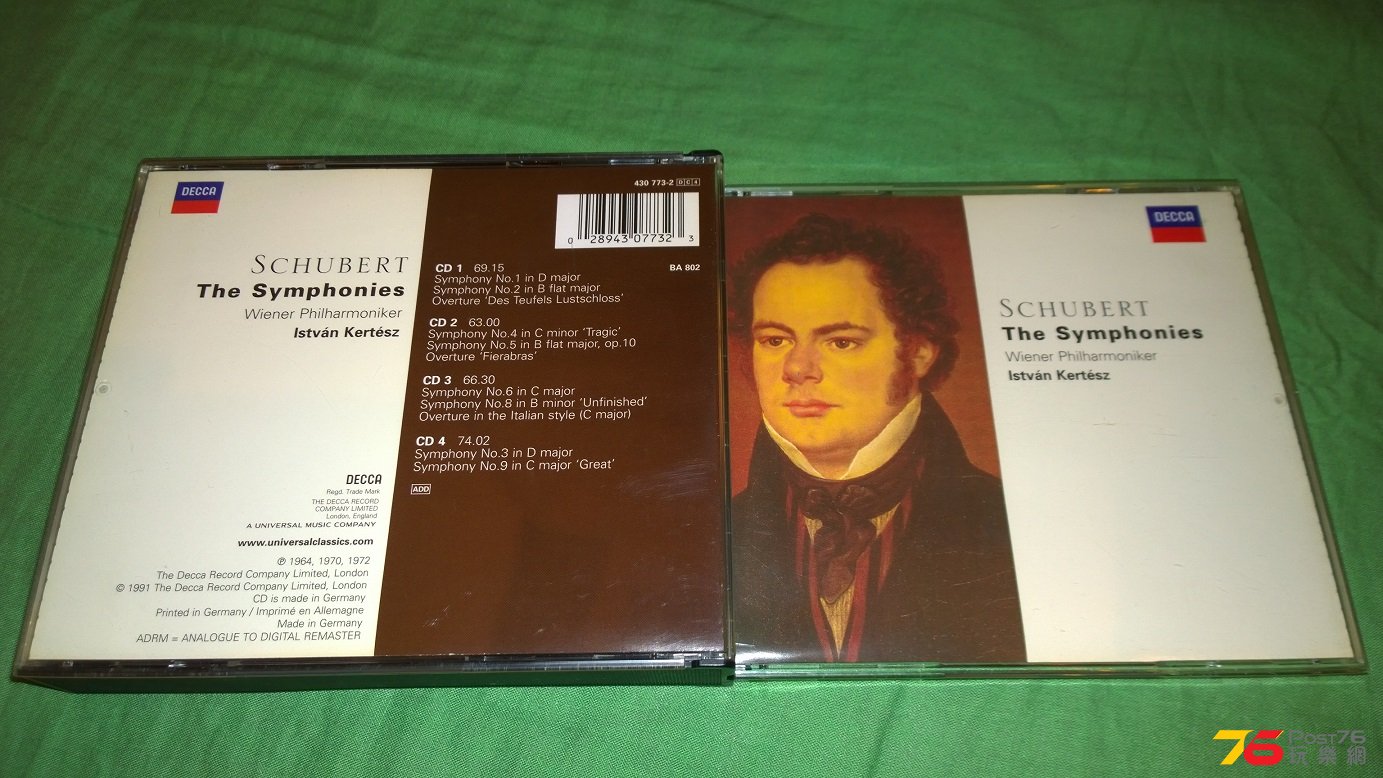 DECCA
SCHUBERT
The Symphonies
Wiener Philharmoniker
István Kertész
430 773-2 DC4
0 28943 07732 3
BA 802
CD 1 69.15
Symphony No.1 in D major
Symphony No.2 in B flat major
Overture ‘Des Teufels Lustschloss’
CD 2 63.00
Symphony No.4 in C minor ‘Tragic’
Symphony No.5 in B flat major, op.10
Overture ‘Fierabras’
CD 3 66.30
Symphony No.6 in C major
Symphony No.8 in B minor ‘Unfinished’
Overture in the Italian style (C major)
CD 4 74.02
Symphony No.3 in D major
Symphony No.9 in C major ‘Great’
ADD
DECCA
Regd. Trade Mark
THE DECCA RECORD
COMPANY LIMITED
London, England
A UNIVERSAL MUSIC COMPANY
www.universalclassics.com
℗ 1964, 1970, 1972
The Decca Record Company Limited, London
© 1991 The Decca Record Company Limited, London
CD is made in Germany
Printed in Germany / Imprimé en Allemagne
Made in Germany
ADRM = ANALOGUE TO DIGITAL REMASTER
DECCA
SCHUBERT
The Symphonies
Wiener Philharmoniker
István Kertész
76 POST76
玩樂網